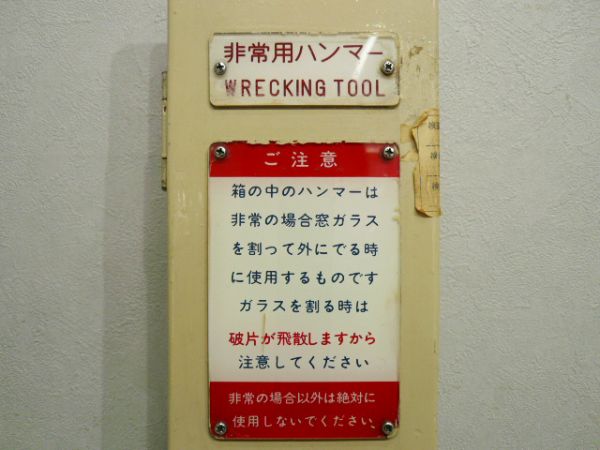 非常用ハンマー
WRECKING TOOL
ご注意
箱の中のハンマーは
非常の場合窓ガラス
を割って外にでる時
に使用するものです
ガラスを割る時は
破片が飛散しますから
注意してください
非常の場合以外は絶対に
使用しないでください